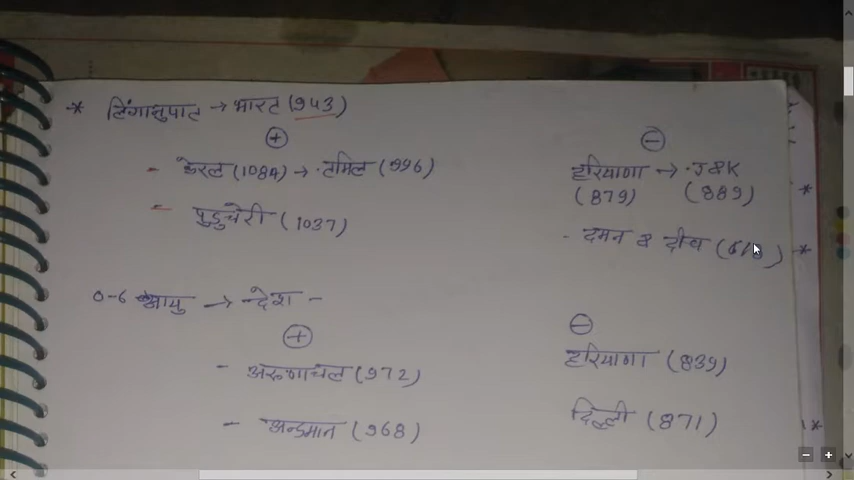 * लिंगानुपात → भारत (943)
+
- केरल (1084) → तमिल (996)
- पुडुचेरी (1037)
-
हरियाणा → J&K
(879) (889)
- दमन & दीव
0-6 आयु → देश -
+
- अरुणाचल (972)
- अन्डमान (968)
-
हरियाणा (839)
दिल्ली (871)